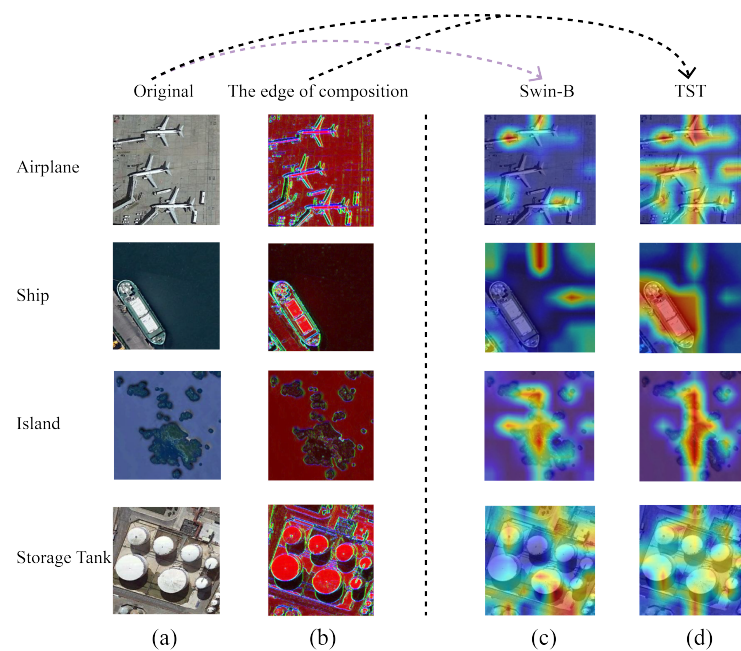 Original The edge of composition Swin-B TST
Airplane
Ship
Island
Storage Tank
(a) (b) (c) (d)